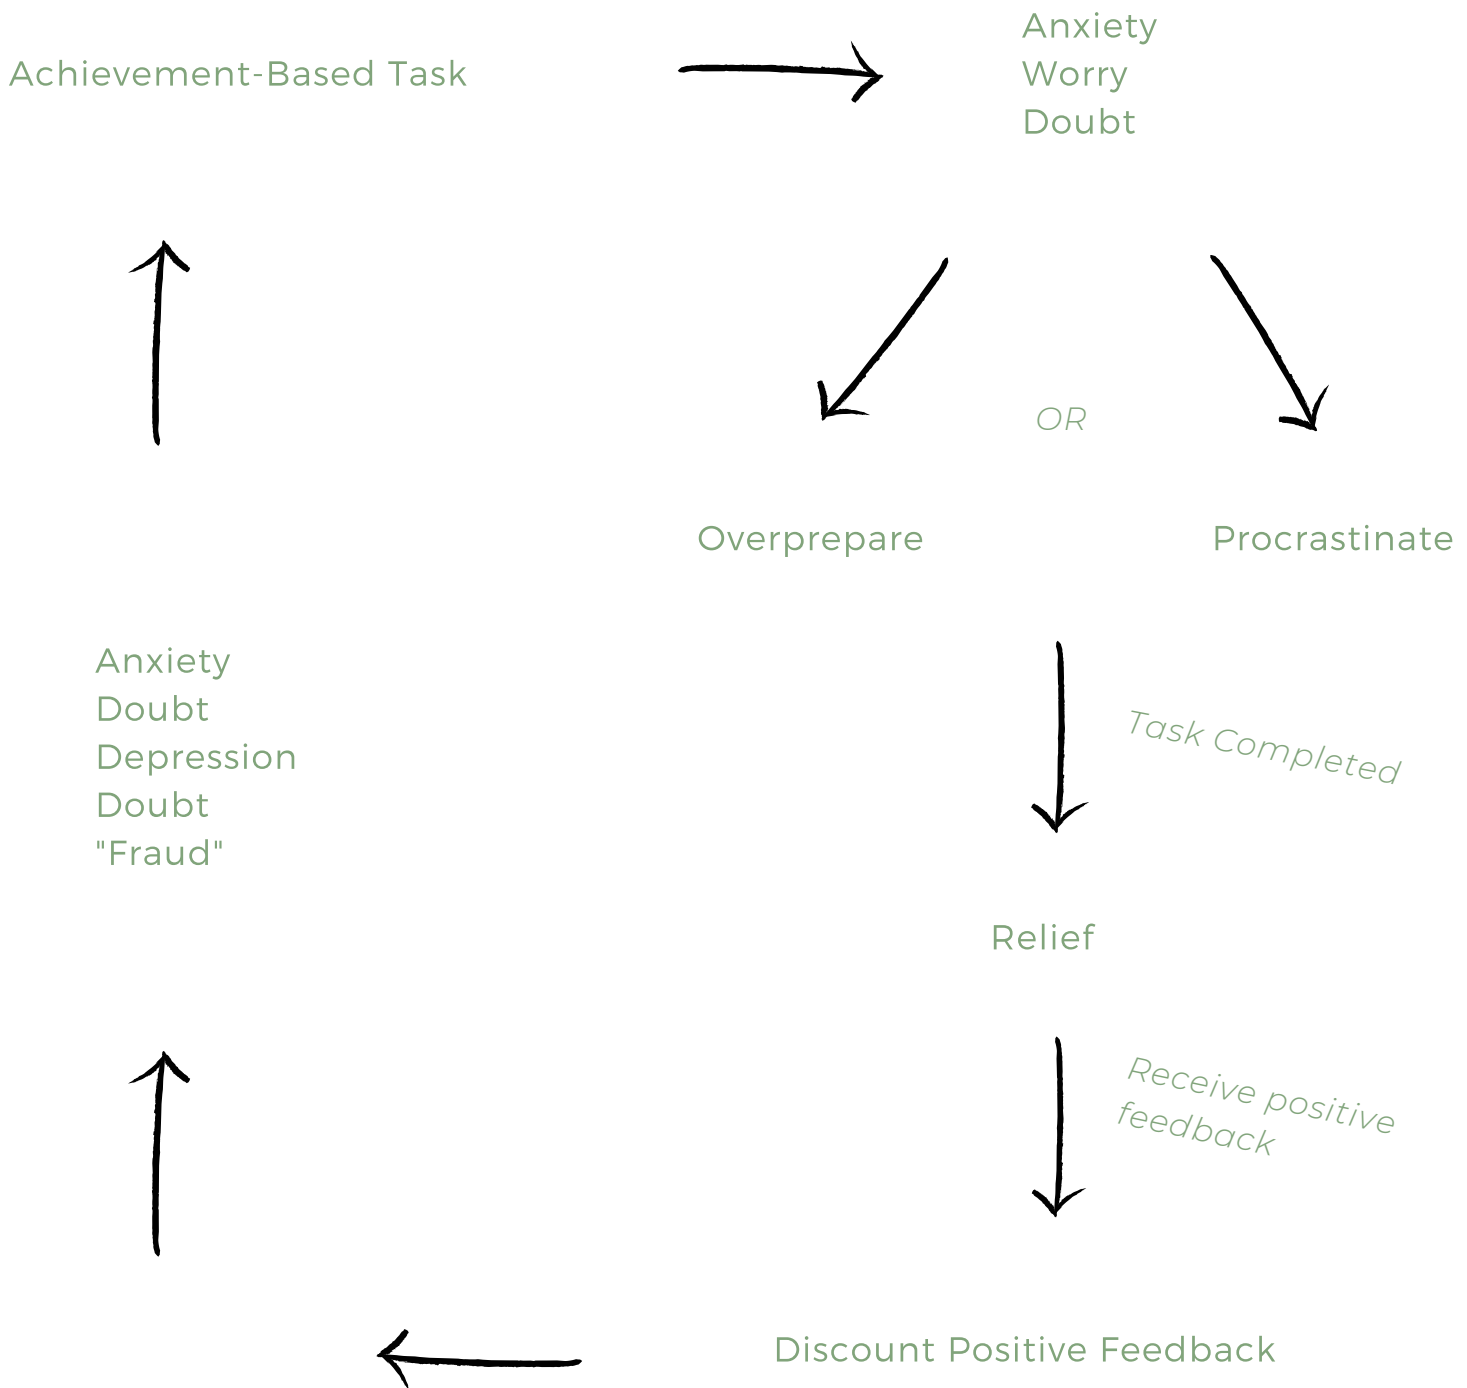 Achievement-Based Task
Anxiety
Worry
Doubt
OR
Overprepare
Procrastinate
Task Completed
Anxiety
Doubt
Depression
Doubt
"Fraud"
Relief
Receive positive
feedback
Discount Positive Feedback